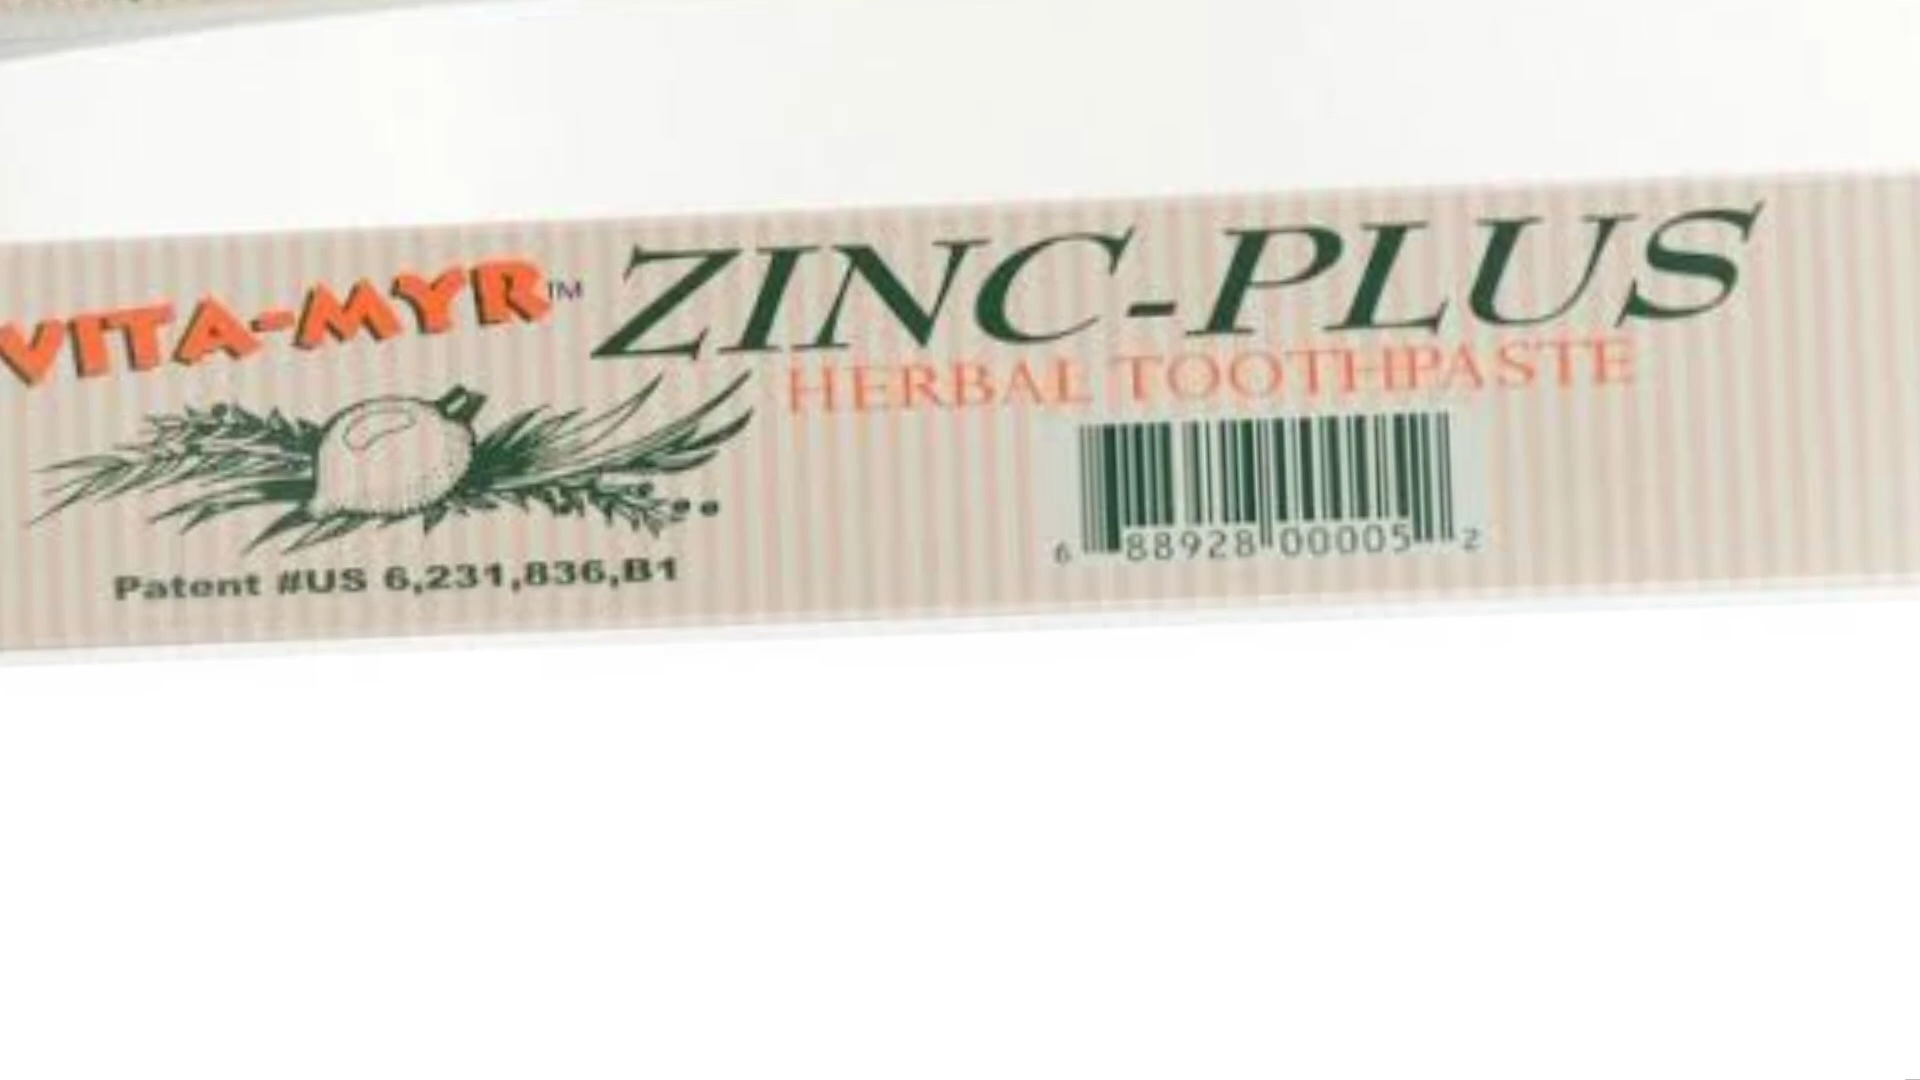 VITA-MYR™ ZINC-PLUS
HERBAL TOOTHPASTE
6 88928 00005 2
Patent #US 6,231,836,B1